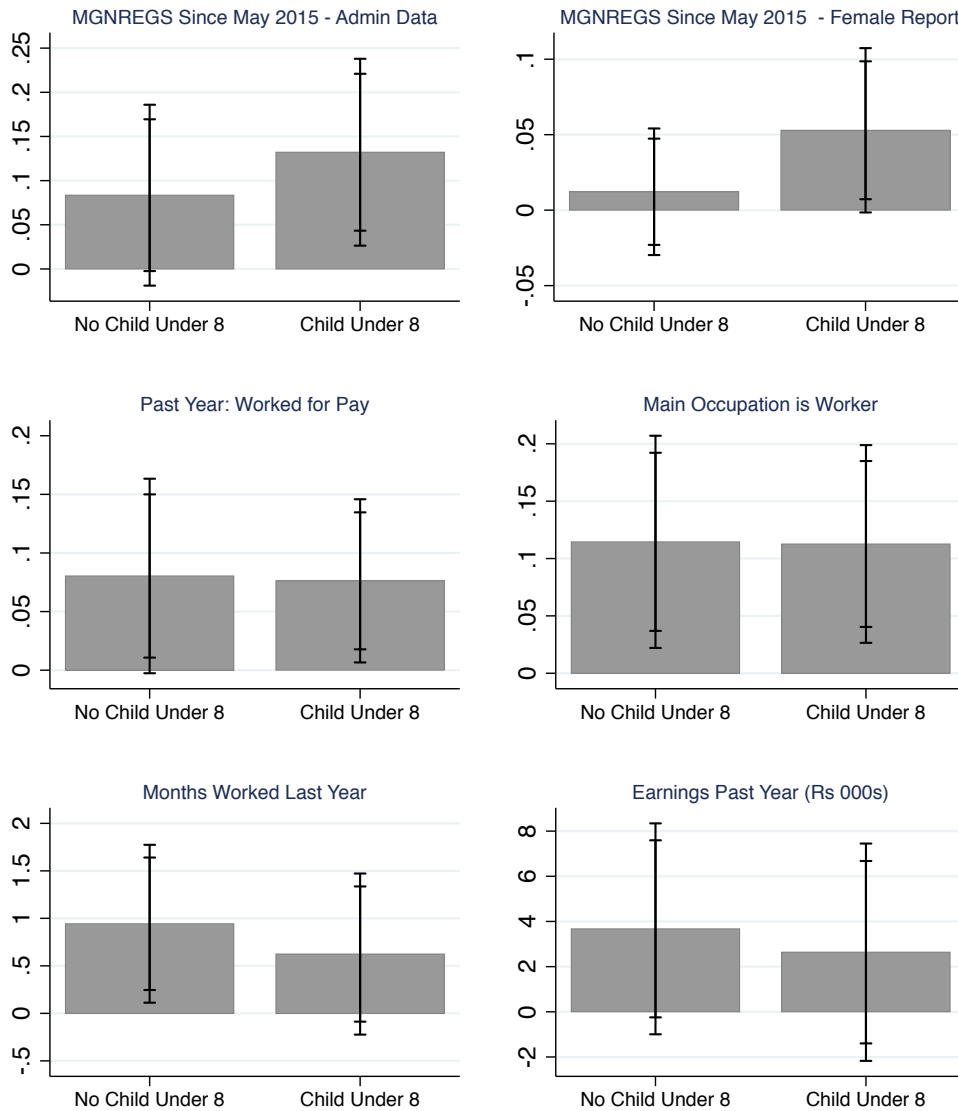 MGNREGS Since May 2015 - Admin Data
.25
.2
.15
.1
.05
0
No Child Under 8 Child Under 8
MGNREGS Since May 2015  - Female Report
.1
.05
0
-.05
No Child Under 8 Child Under 8
Past Year: Worked for Pay
.2
.15
.1
.05
0
No Child Under 8 Child Under 8
Main Occupation is Worker
.2
.15
.1
.05
0
No Child Under 8 Child Under 8
Months Worked Last Year
2
1.5
1
.5
0
-.5
No Child Under 8 Child Under 8
Earnings Past Year (Rs 000s)
8
6
4
2
0
-2
No Child Under 8 Child Under 8